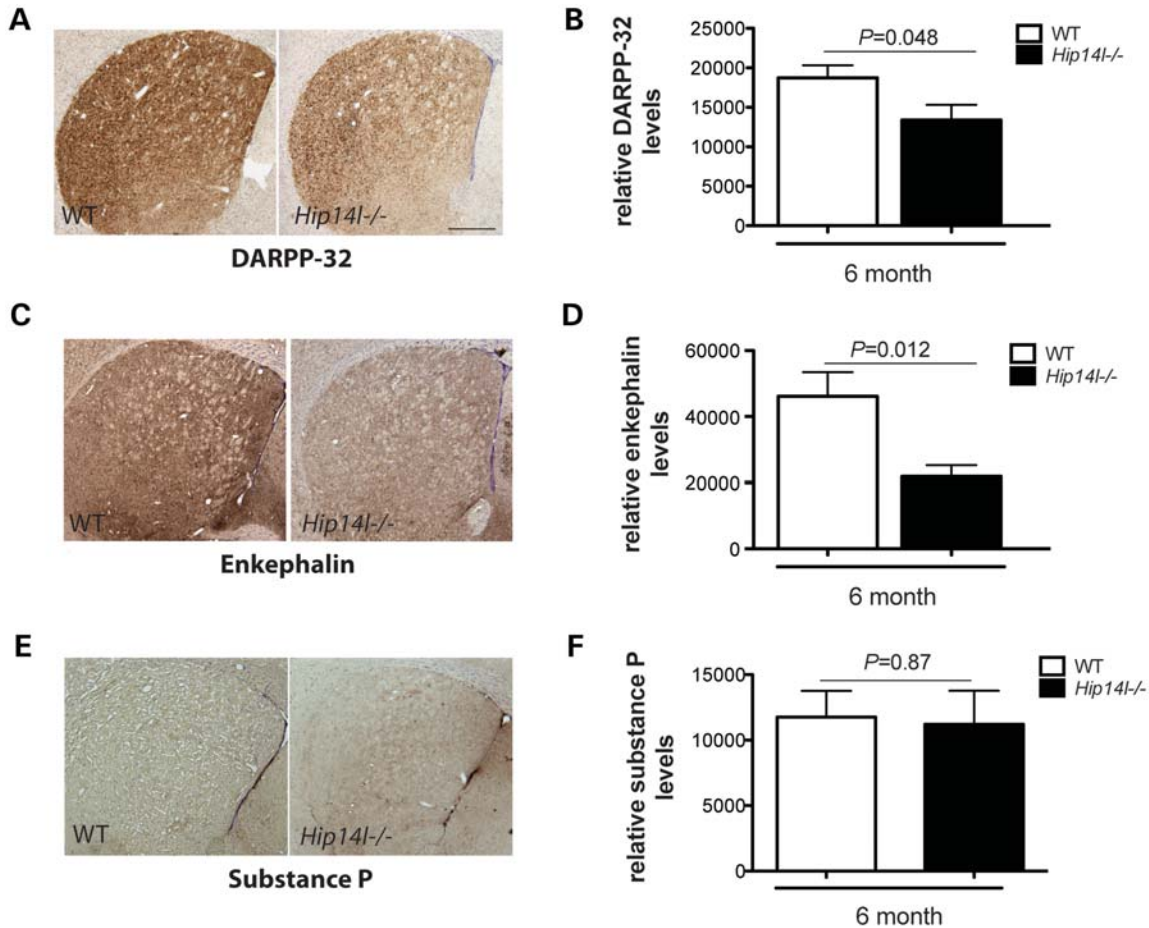 A
WT
Hip14l-/-
DARPP-32
B
P=0.048
WT
Hip14l-/-
relative DARPP-32
levels
25000
20000
15000
10000
5000
0
6 month
C
WT
Hip14l-/-
Enkephalin
D
P=0.012
WT
Hip14l-/-
relative enkephalin
levels
60000
40000
20000
0
6 month
E
WT
Hip14l-/-
Substance P
F
P=0.87
WT
Hip14l-/-
relative substance P
levels
15000
10000
5000
0
6 month